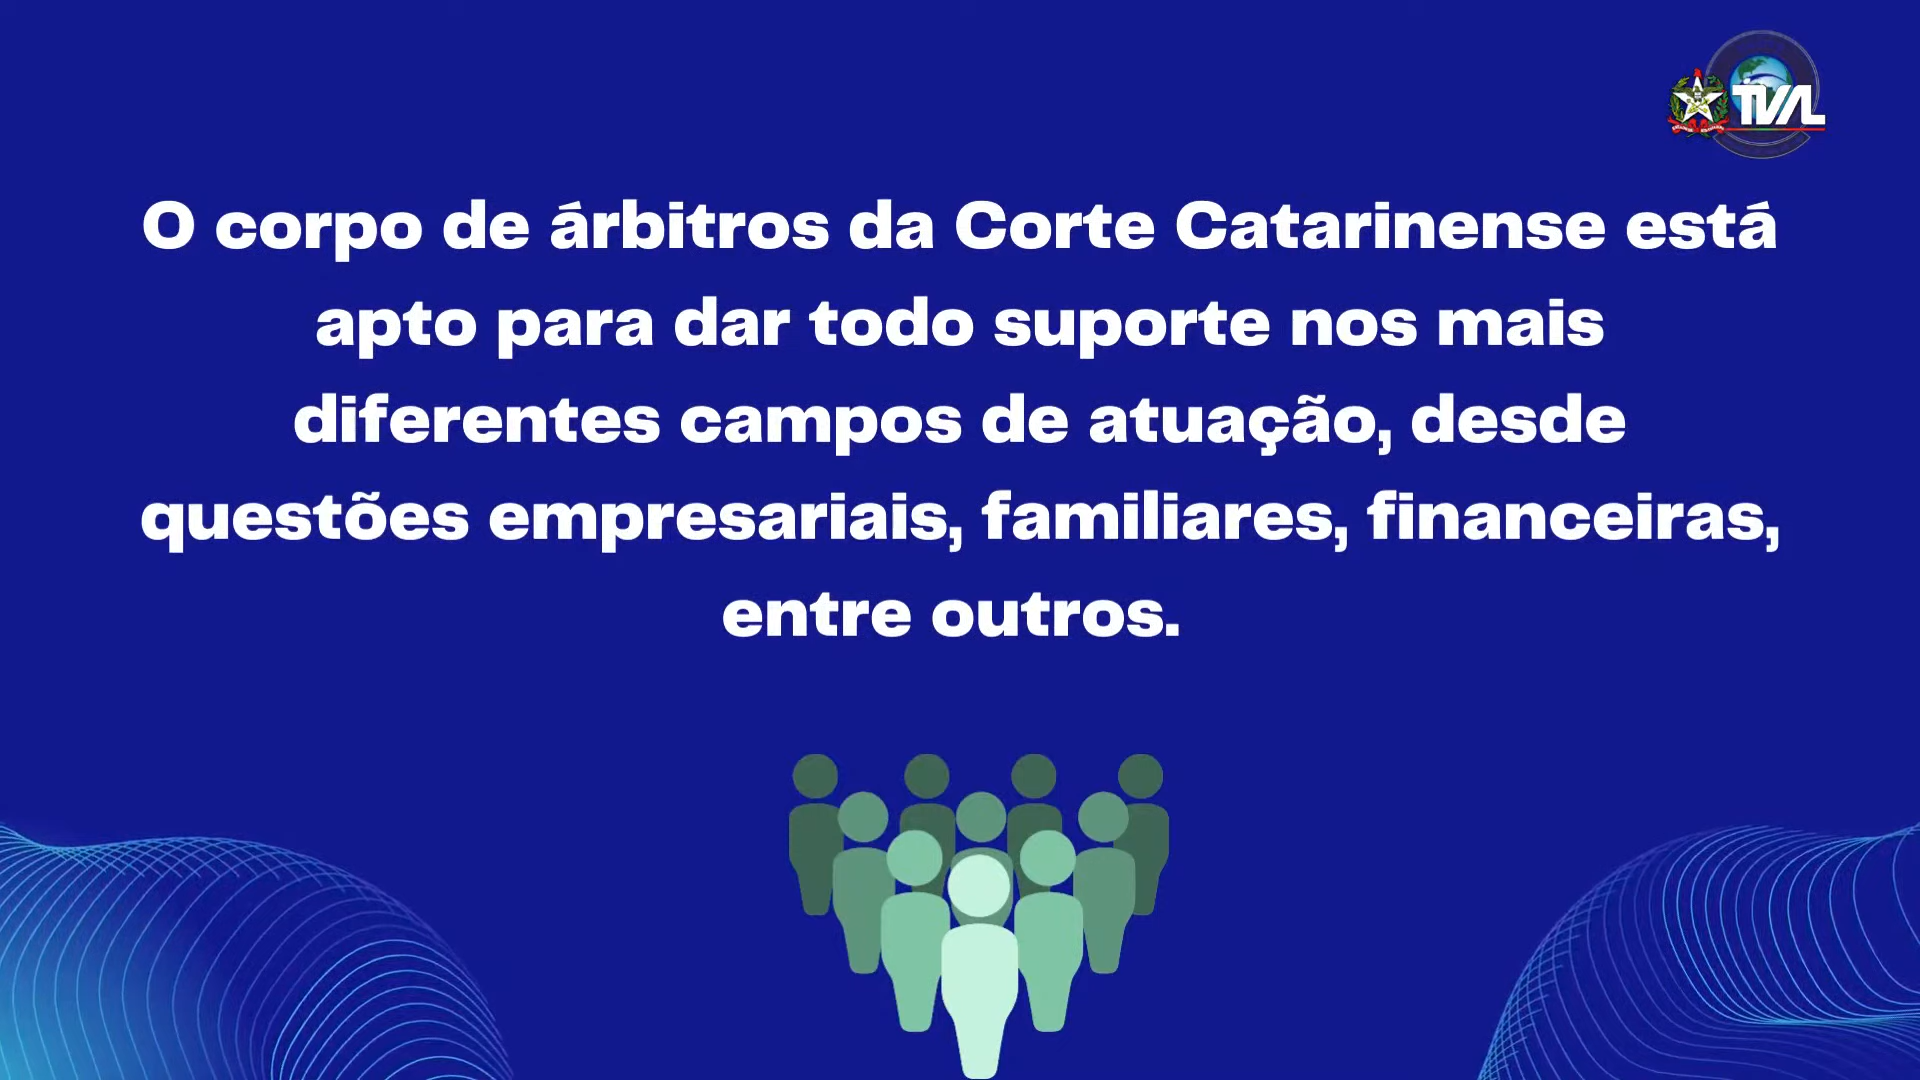 TVAL
O corpo de árbitros da Corte Catarinense está
apto para dar todo suporte nos mais
diferentes campos de atuação, desde
questões empresariais, familiares, financeiras,
entre outros.